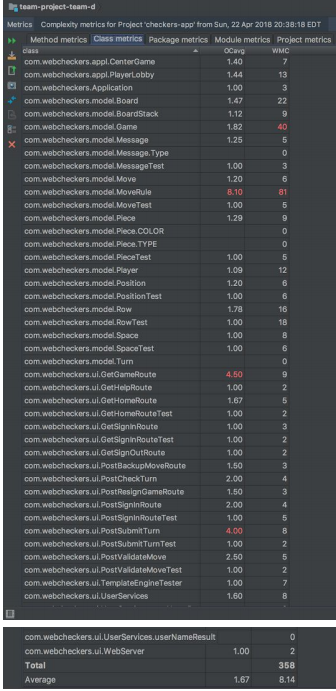 team-project-team-d
Metrics Complexity metrics for Project 'checkers-app' from Sun, 22 Apr 2018 20:38:18 EDT
Method metrics Class metrics Package metrics Module metrics Project metrics
class OCavg WMC
com.webcheckers.appl.CenterGame 1.40 7
com.webcheckers.appl.PlayerLobby 1.44 13
com.webcheckers.Application 1.00 3
com.webcheckers.model.Board 1.47 22
com.webcheckers.model.BoardStack 1.12 9
com.webcheckers.model.Game 1.82 40
com.webcheckers.model.Message 1.25 5
com.webcheckers.model.Message.Type 0
com.webcheckers.model.MessageTest 1.00 3
com.webcheckers.model.Move 1.20 6
com.webcheckers.model.MoveRule 8.10 81
com.webcheckers.model.MoveTest 1.00 5
com.webcheckers.model.Piece 1.29 9
com.webcheckers.model.Piece.COLOR 0
com.webcheckers.model.Piece.TYPE 0
com.webcheckers.model.PieceTest 1.00 5
com.webcheckers.model.Player 1.09 12
com.webcheckers.model.Position 1.20 6
com.webcheckers.model.PositionTest 1.00 6
com.webcheckers.model.Row 1.78 16
com.webcheckers.model.RowTest 1.00 18
com.webcheckers.model.Space 1.00 8
com.webcheckers.model.SpaceTest 1.00 6
com.webcheckers.model.Turn 0
com.webcheckers.ui.GetGameRoute 4.50 9
com.webcheckers.ui.GetHelpRoute 1.00 2
com.webcheckers.ui.GetHomeRoute 1.67 5
com.webcheckers.ui.GetHomeRouteTest 1.00 2
com.webcheckers.ui.GetSignInRoute 1.00 3
com.webcheckers.ui.GetSignInRouteTest 1.00 2
com.webcheckers.ui.GetSignOutRoute 1.00 2
com.webcheckers.ui.PostBackupMoveRoute 1.50 3
com.webcheckers.ui.PostCheckTurn 2.00 4
com.webcheckers.ui.PostResignGameRoute 1.50 3
com.webcheckers.ui.PostSignInRoute 2.00 4
com.webcheckers.ui.PostSignInRouteTest 1.00 5
com.webcheckers.ui.PostSubmitTurn 4.00 8
com.webcheckers.ui.PostSubmitTurnTest 1.00 2
com.webcheckers.ui.PostValidateMove 2.50 5
com.webcheckers.ui.PostValidateMoveTest 1.00 2
com.webcheckers.ui.TemplateEngineTester 1.00 7
com.webcheckers.ui.UserServices 1.60 8
com.webcheckers.ui.UserServices.userNameResult 0
com.webcheckers.ui.WebServer 1.00 2
Total 358
Average 1.67 8.14